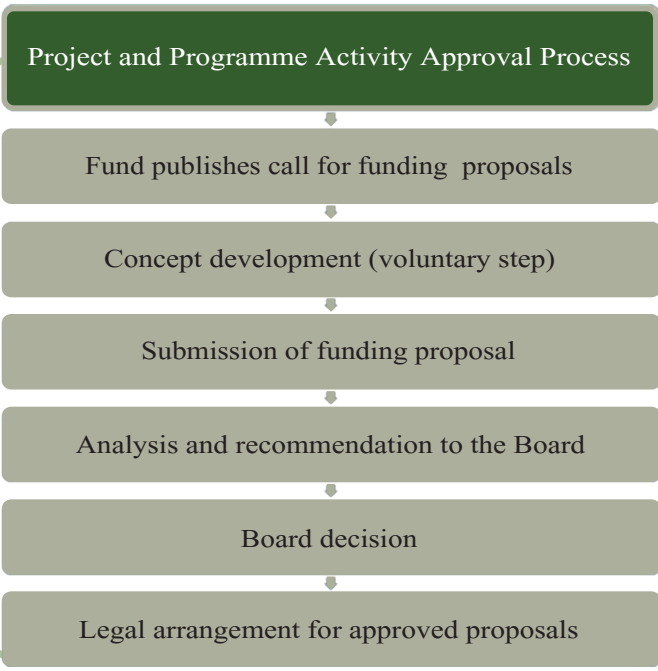 Project and Programme Activity Approval Process
Fund publishes call for funding proposals
Concept development (voluntary step)
Submission of funding proposal
Analysis and recommendation to the Board
Board decision
Legal arrangement for approved proposals